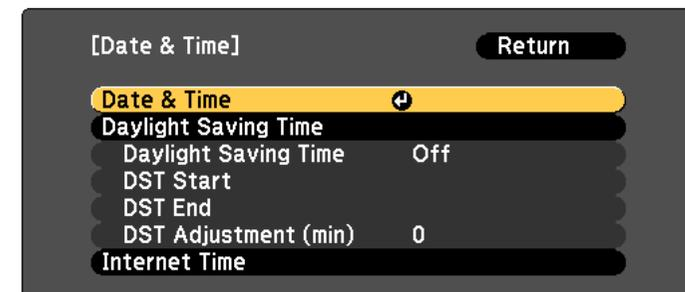 [Date & Time] Return
Date & Time
Daylight Saving Time
Daylight Saving Time Off
DST Start
DST End
DST Adjustment (min) 0
Internet Time